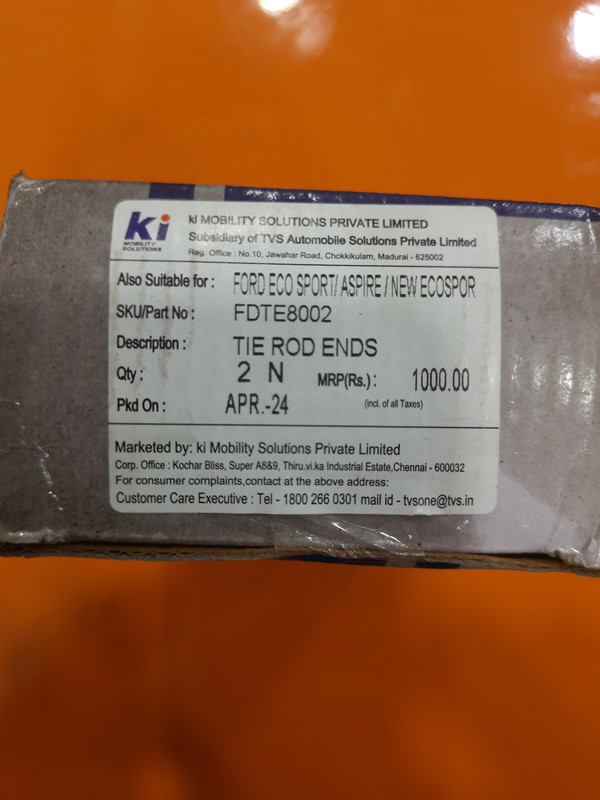 ki
MOBILITY
SOLUTIONS
ki MOBILITY SOLUTIONS PRIVATE LIMITED
Subsidiary of TVS Automobile Solutions Private Limited
Reg. Office : No.10, Jawahar Road, Chokkikulam, Madurai - 625002
Also Suitable for : FORD ECO SPORT/ ASPIRE / NEW ECOSPOR
SKU/Part No : FDTE8002
Description : TIE ROD ENDS
Qty : 2 N MRP(Rs.) : 1000.00
Pkd On : APR.-24 (incl. of all Taxes)
Marketed by: ki Mobility Solutions Private Limited
Corp. Office : Kochar Bliss, Super A8&9, Thiru.vi.ka Industrial Estate,Chennai - 600032
For consumer complaints,contact at the above address:
Customer Care Executive : Tel - 1800 266 0301 mail id - tvsone@tvs.in